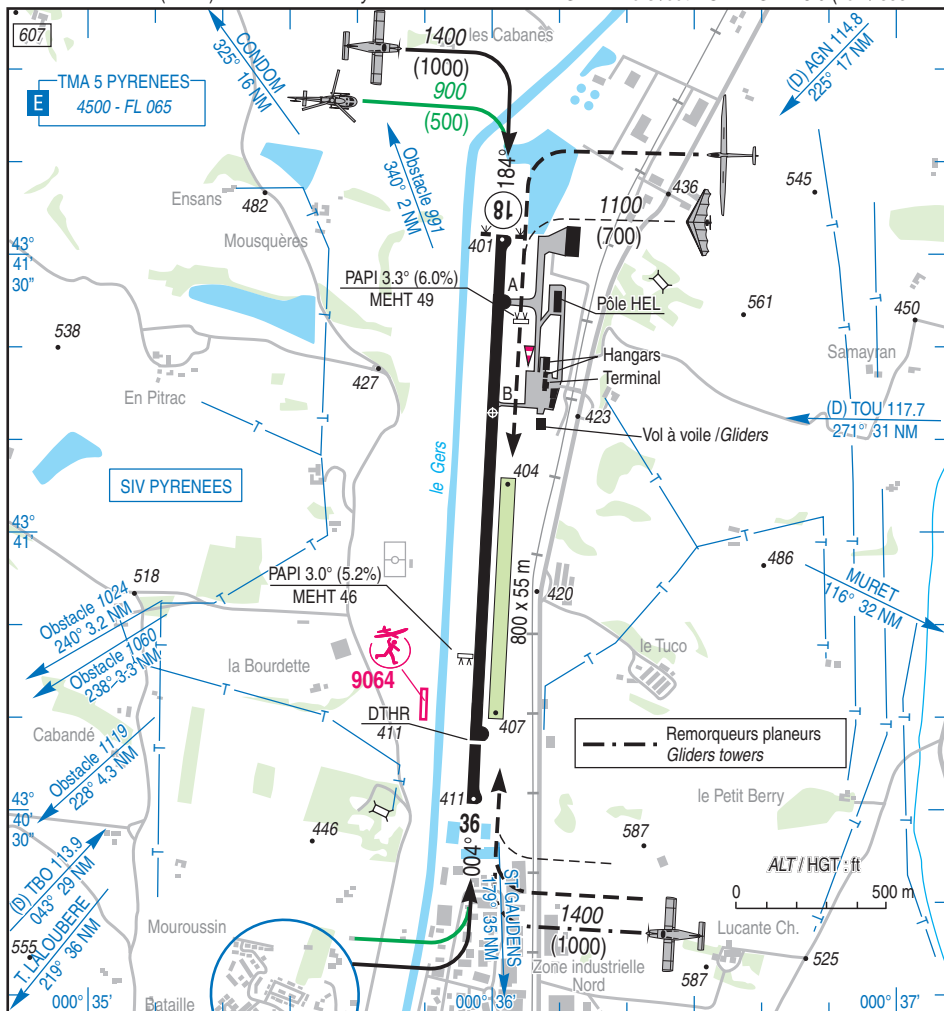 607
1400
(1000)
les Cabanes
CONDOM
325° 16 NM
(D) AGN 114.8
225° 17 NM
E
TMA 5 PYRENEES
4500 - FL 065
900
(500)
Obstacle 991
340° 2 NM
184°
18
Ensans
482
Mousquères
436
545
1100
(700)
43°
41'
30"
401
PAPI 3.3° (6.0%)
MEHT 49
A
Pôle HEL
561
450
538
Hangars
Samayran
427
Terminal
En Pitrac
B
423
(D) TOU 117.7
271° 31 NM
Vol à voile / Gliders
le Gers
404
SIV PYRENEES
43°
41'
486
518
PAPI 3.0° (5.2%)
MEHT 46
800 x 55 m
420
MURET
116° 32 NM
Obstacle 1024
240° 3.2 NM
Obstacle 1060
238° 3.3 NM
la Bourdette
le Tuco
9064
DTHR
411
407
Cabandé
Obstacle 1119
228° 4.3 NM
Remorqueurs planeurs
Gliders towers
43°
40'
30"
411
36
004°
le Petit Berry
446
587
ALT / HGT : ft
0 500 m
(D) TBO 113.9
043° 29 NM
T. LALOUBERE
219° 36 NM
555
Mouroussin
ST GAUDENS
179° 35 NM
1400
(1000)
Lucante Ch.
Zone industrielle
Nord
587
525
Bataille
000° 35'
000° 36'
000° 37'